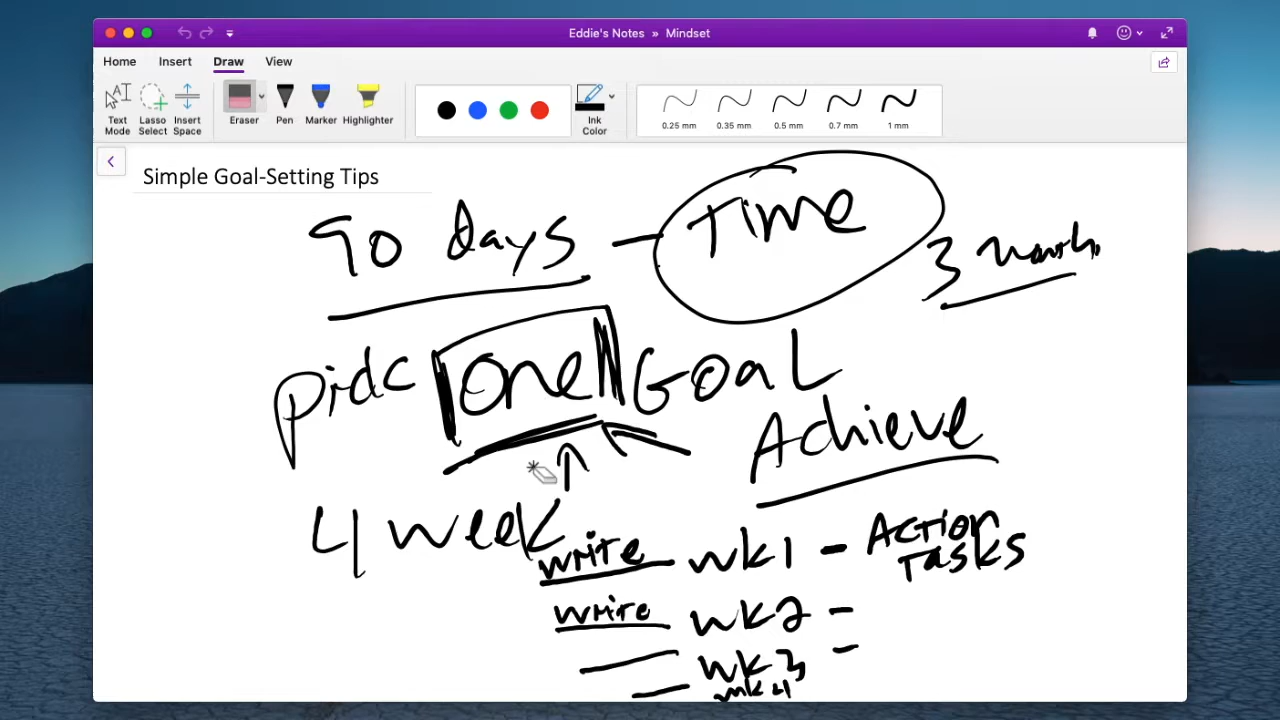 Eddie's Notes » Mindset
Home Insert Draw View
Text Mode
Lasso Select
Insert Space
Eraser
Pen
Marker
Highlighter
Ink Color
0.25 mm
0.35 mm
0.5 mm
0.7 mm
1 mm
Simple Goal-Setting Tips
90 days - Time
3 Month
pick one Goal
Achieve
4 week
write wk1 - Action Tasks
write wk2 -
wk3 -
wk4